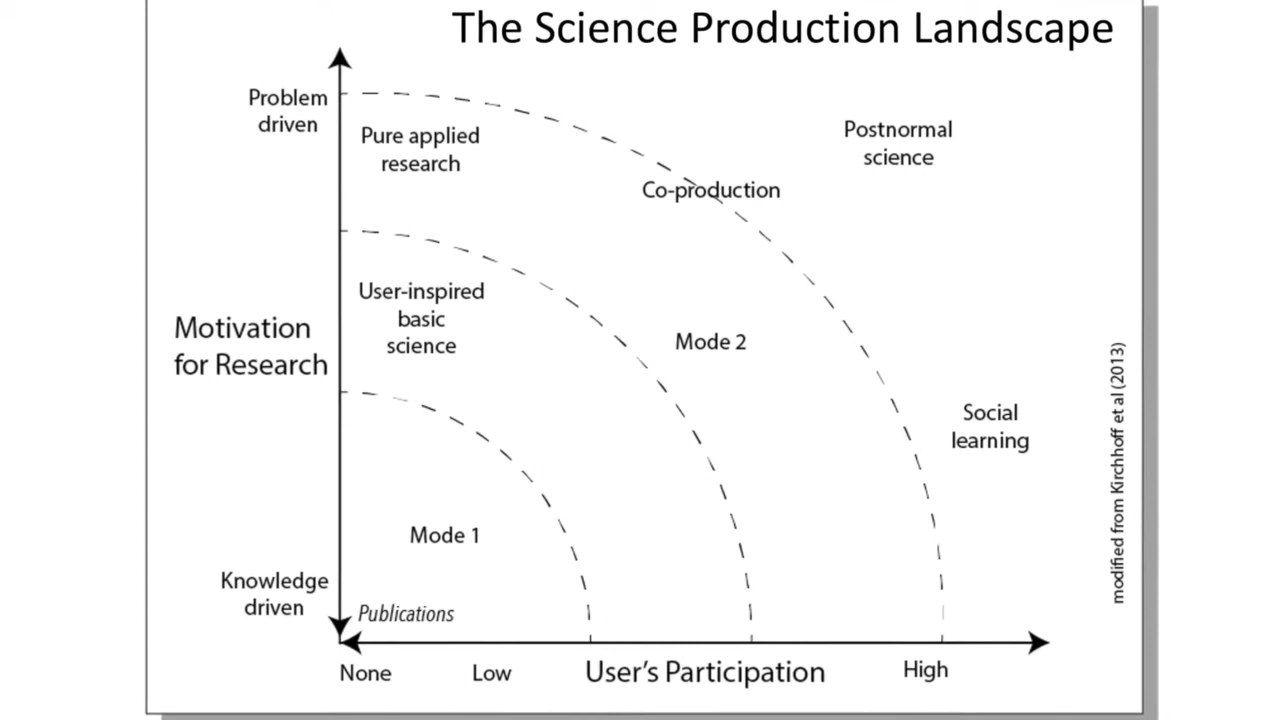 The Science Production Landscape
Problem
driven
Pure applied
research
Postnormal
science
Co-production
User-inspired
basic
science
Motivation
for Research
Mode 2
Social
learning
modified from Kirchhoff et al (2013)
Mode 1
Knowledge
driven
Publications
None
Low
User's Participation
High